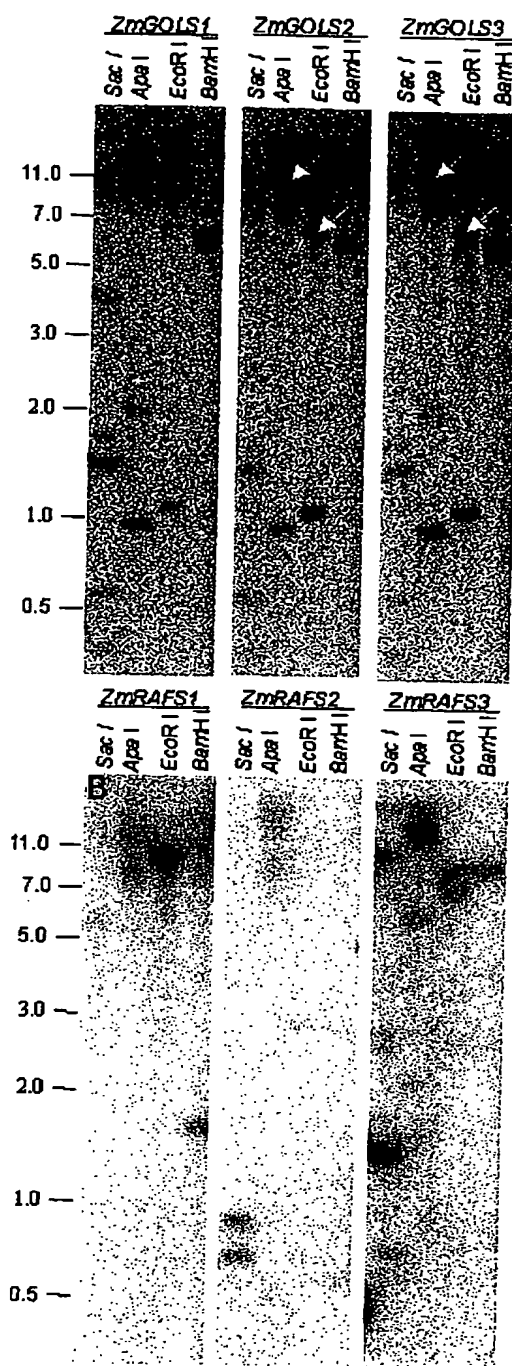 ZmGOLS1 ZmGOLS2 ZmGOLS3
Sac I Apa I EcoR I BamH I Sac I Apa I EcoR I BamH I Sac I Apa I EcoR I BamH I
11.0
7.0
5.0
3.0
2.0
1.0
0.5
ZmRAFS1 ZmRAFS2 ZmRAFS3
Sac I Apa I EcoR I BamH I Sac I Apa I EcoR I BamH I Sac I Apa I EcoR I BamH I
B
11.0
7.0
5.0
3.0
2.0
1.0
0.5